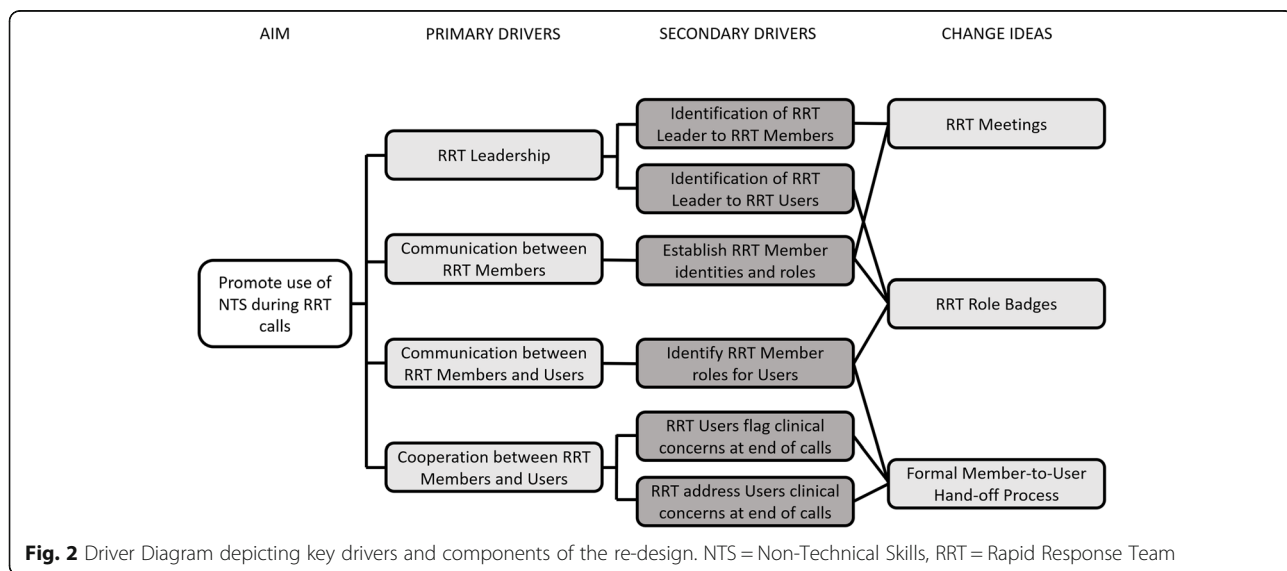 AIM
PRIMARY DRIVERS
SECONDARY DRIVERS
CHANGE IDEAS
Promote use of
NTS during RRT
calls
RRT Leadership
Communication between
RRT Members
Communication between
RRT Members and Users
Cooperation between RRT
Members and Users
Identification of RRT
Leader to RRT Members
Identification of RRT
Leader to RRT Users
Establish RRT Member
identities and roles
Identify RRT Member
roles for Users
RRT Users flag clinical
concerns at end of calls
RRT address Users clinical
concerns at end of calls
RRT Meetings
RRT Role Badges
Formal Member-to-User
Hand-off Process
Fig. 2 Driver Diagram depicting key drivers and components of the re-design. NTS = Non-Technical Skills, RRT = Rapid Response Team